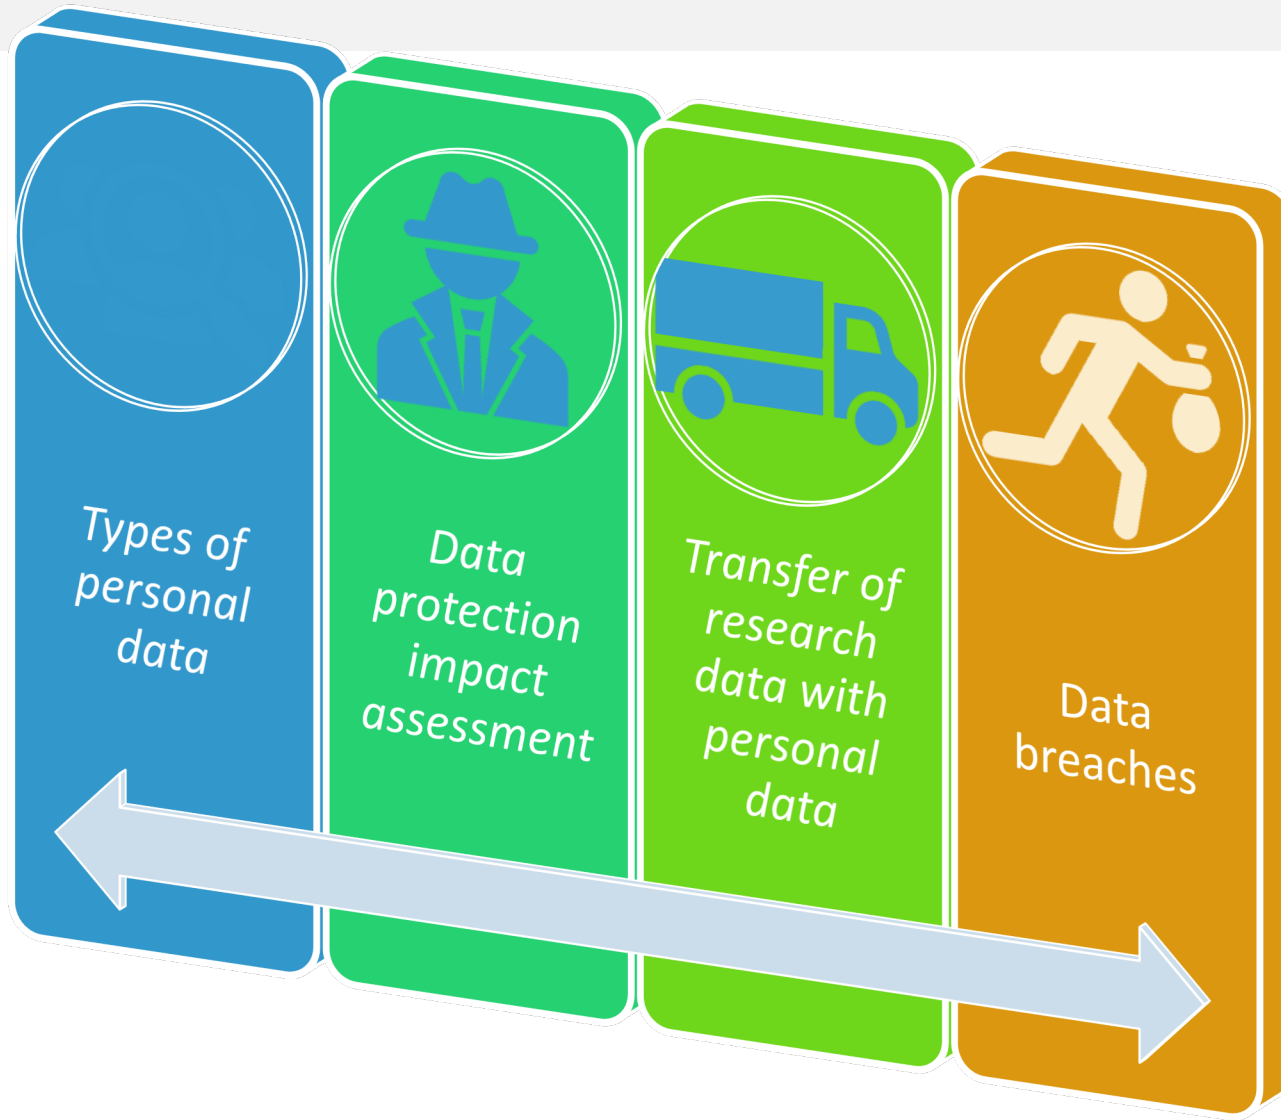 Types of
personal
data
Data
protection
impact
assessment
Transfer of
research
data with
personal
data
Data
breaches